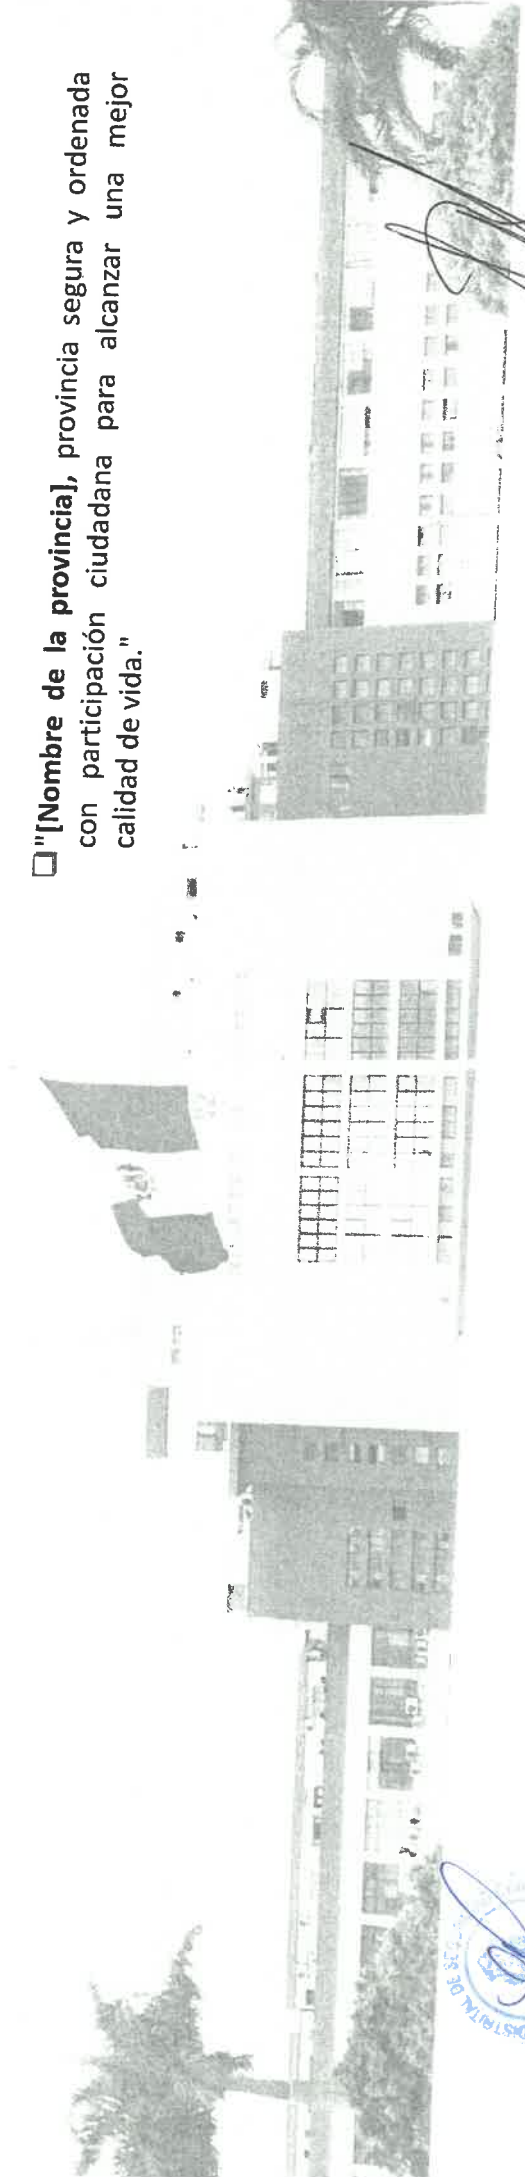 ❑"[Nombre de la provincia], provincia segura y ordenada
con participación ciudadana para alcanzar una mejor
calidad de vida."